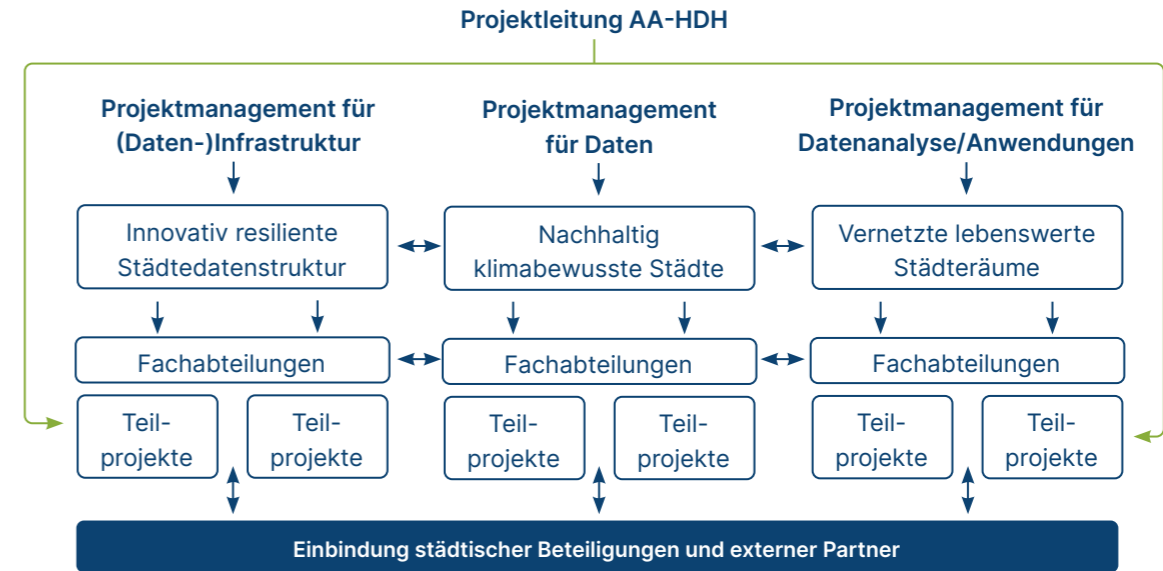 Projektleitung AA-HDH
Projektmanagement für
(Daten-)Infrastruktur
Projektmanagement
für Daten
Projektmanagement für
Datenanalyse/Anwendungen
Innovativ resiliente
Städtedatenstruktur
Nachhaltig
klimabewusste Städte
Vernetzte lebenswerte
Städteräume
Fachabteilungen
Fachabteilungen
Fachabteilungen
Teil-
projekte
Teil-
projekte
Teil-
projekte
Teil-
projekte
Teil-
projekte
Teil-
projekte
Einbindung städtischer Beteiligungen und externer Partner